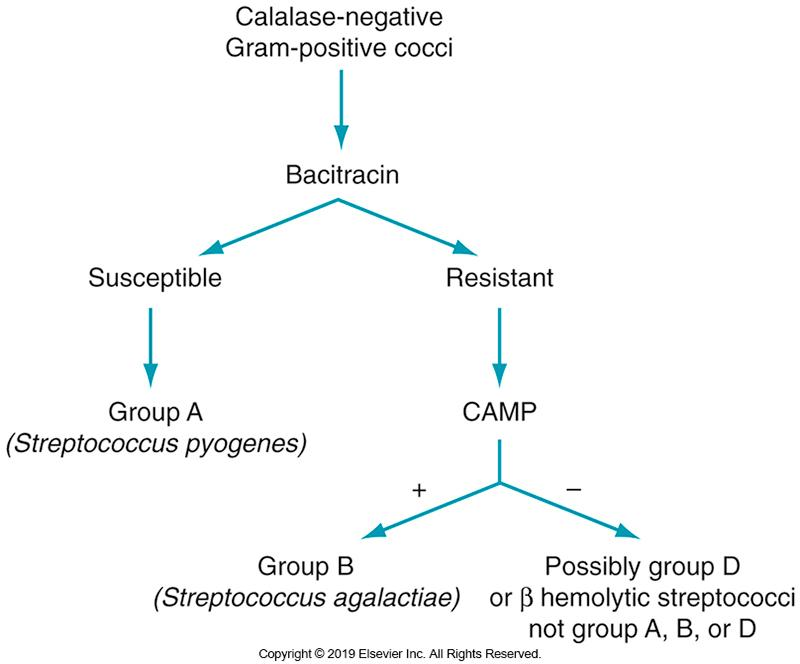 Calalase-negative
Gram-positive cocci
Bacitracin
Susceptible
Resistant
Group A
(Streptococcus pyogenes)
CAMP
+
−
Group B
(Streptococcus agalactiae)
Possibly group D
or β hemolytic streptococci
not group A, B, or D
Copyright © 2019 Elsevier Inc. All Rights Reserved.